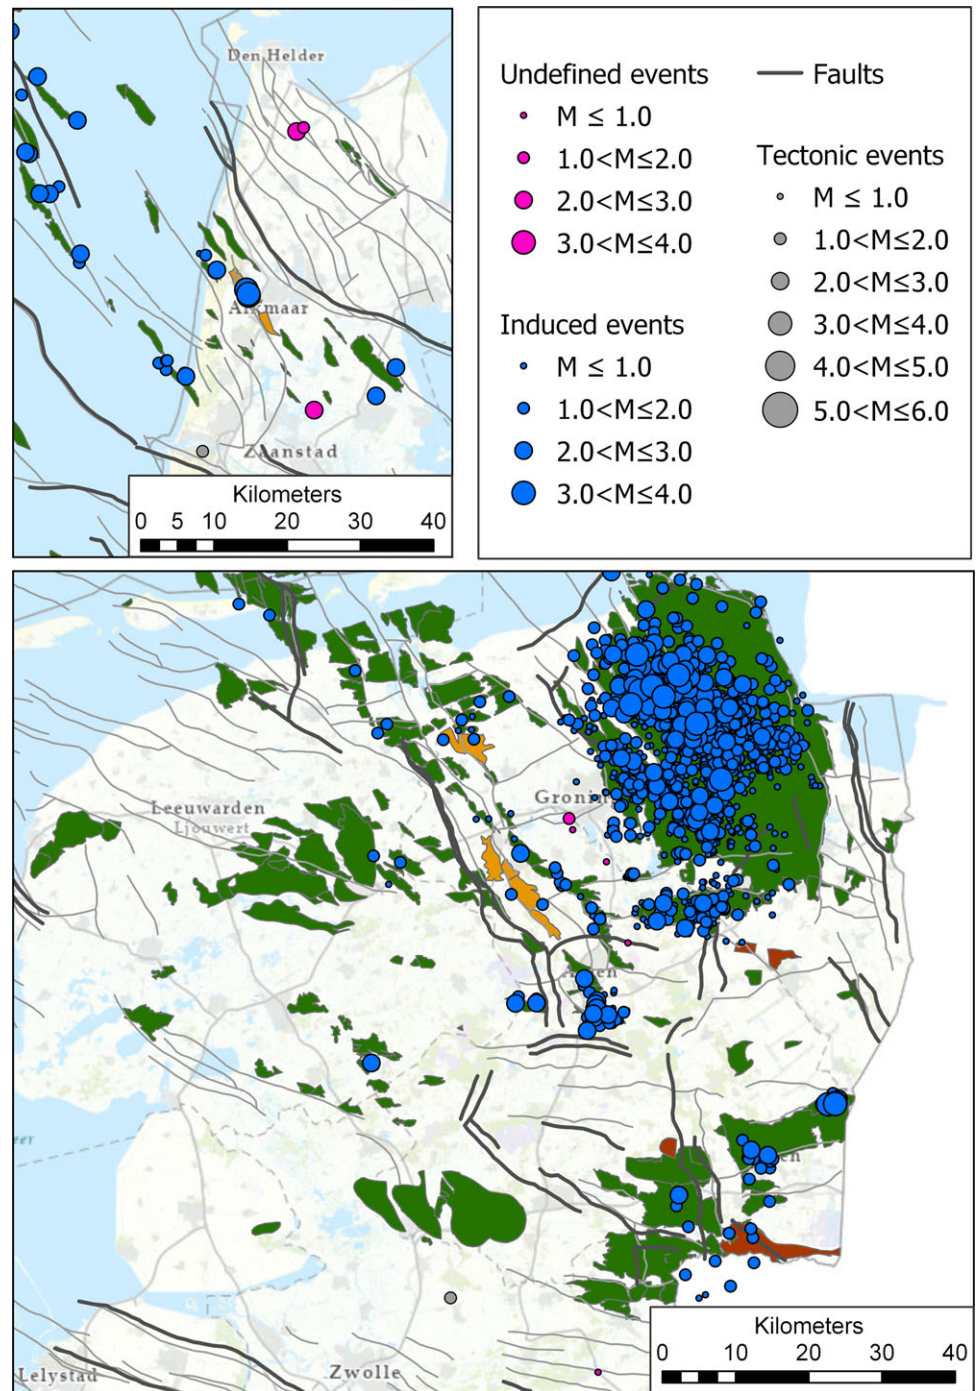 Den Helder
Alkmaar
Zaanstad
Kilometers
0 5 10 20 30 40
Undefined events
M ≤ 1.0
1.0<M≤2.0
2.0<M≤3.0
3.0<M≤4.0
Induced events
M ≤ 1.0
1.0<M≤2.0
2.0<M≤3.0
3.0<M≤4.0
Faults
Tectonic events
M ≤ 1.0
1.0<M≤2.0
2.0<M≤3.0
3.0<M≤4.0
4.0<M≤5.0
5.0<M≤6.0
Leeuwarden
Ljouwert
Gronin
Assen
en
eer
Lelystad
Zwolle
Kilometers
0 10 20 30 40